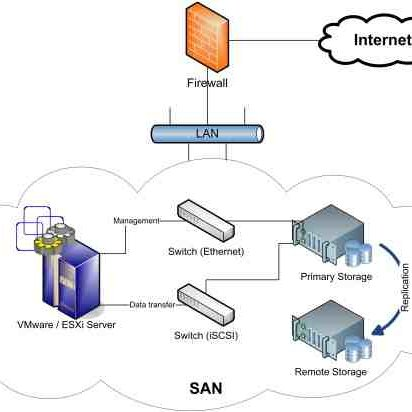 Internet
Firewall
LAN
Management
Switch (Ethernet)
Primary Storage
Replication
Data transfer
VMware / ESXi Server
Switch (iSCSI)
Remote Storage
SAN